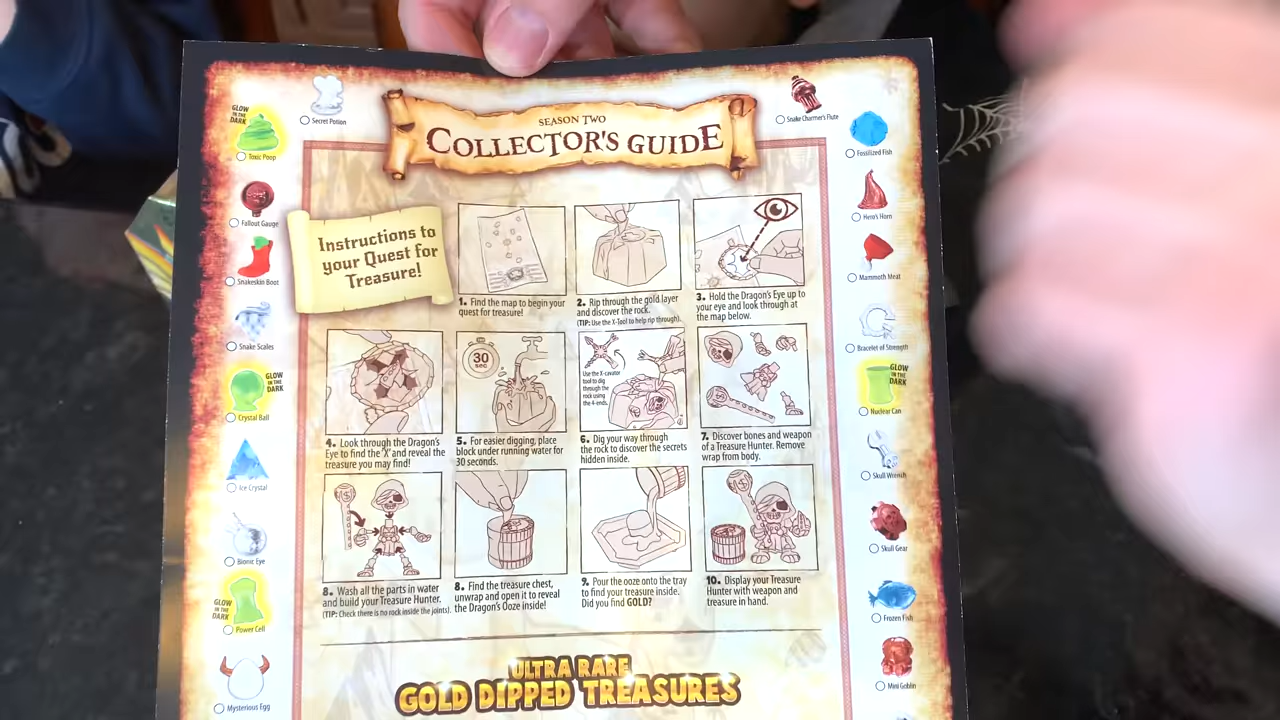 SEASON TWO
COLLECTOR'S GUIDE
Secret Potion
Snake Charmer's Flute
GLOW
IN THE
DARK
Toxic Poop
Fallout Gauge
Snakeskin Boot
Snake Scales
GLOW
IN THE
DARK
Crystal Ball
Ice Crystal
Bionic Eye
GLOW
IN THE
DARK
Power Cell
Mysterious Egg
Instructions to
your Quest for
Treasure!
1. Find the map to begin your
quest for treasure!
2. Rip through the gold layer
and discover the rock.
(TIP: Use the X-Tool to help rip through).
3. Hold the Dragon's Eye up to
your eye and look through at
the map below.
4. Look through the Dragon's
Eye to find the 'X' and reveal the
treasure you may find!
30
SEC
5. For easier digging, place
block under running water for
30 seconds.
Use the X-cavator
tool to dig
through the
rock using
the 4-ends.
6. Dig your way through
the rock to discover the secrets
hidden inside.
7. Discover bones and weapon
of a Treasure Hunter. Remove
wrap from body.
8. Wash all the parts in water
and build your Treasure Hunter.
(TIP: Check there is no rock inside the joints).
8. Find the treasure chest,
unwrap and open it to reveal
the Dragon's Ooze inside!
9. Pour the ooze onto the tray
to find your treasure inside.
Did you find GOLD?
10. Display your Treasure
Hunter with weapon and
treasure in hand.
ULTRA RARE
GOLD DIPPED TREASURES
Fossilized Fish
Hero's Horn
Mammoth Meat
Bracelet of Strength
GLOW
IN THE
DARK
Nuclear Can
Skull Wrench
Skull Gear
Frozen Fish
Mini Goblin